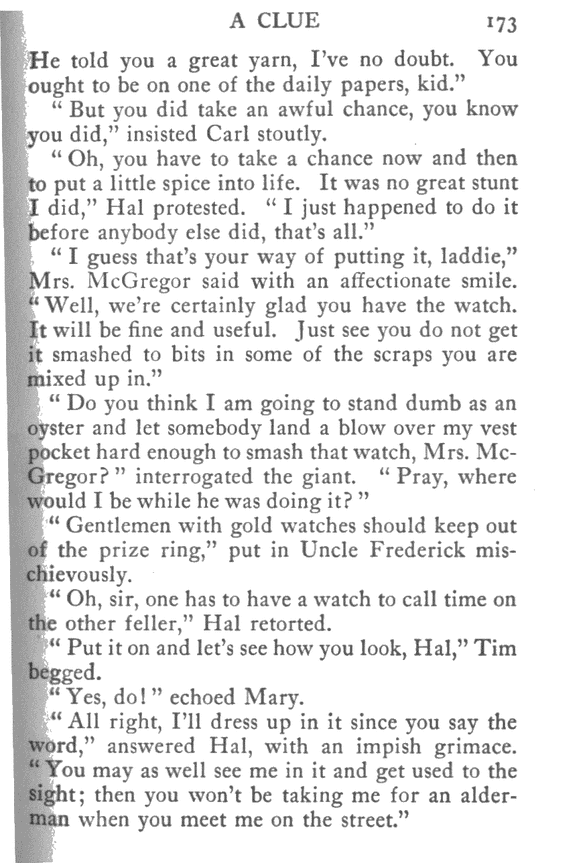 A CLUE 173
He told you a great yarn, I've no doubt. You
ought to be on one of the daily papers, kid."
" But you did take an awful chance, you know
you did," insisted Carl stoutly.
" Oh, you have to take a chance now and then
to put a little spice into life. It was no great stunt
I did," Hal protested. " I just happened to do it
before anybody else did, that's all."
" I guess that's your way of putting it, laddie,"
Mrs. McGregor said with an affectionate smile.
" Well, we're certainly glad you have the watch.
It will be fine and useful. Just see you do not get
it smashed to bits in some of the scraps you are
mixed up in."
" Do you think I am going to stand dumb as an
oyster and let somebody land a blow over my vest
pocket hard enough to smash that watch, Mrs. Mc-
Gregor? " interrogated the giant. " Pray, where
would I be while he was doing it? "
" Gentlemen with gold watches should keep out
of the prize ring," put in Uncle Frederick mis-
chievously.
" Oh, sir, one has to have a watch to call time on
the other feller," Hal retorted.
" Put it on and let's see how you look, Hal," Tim
begged.
" Yes, do! " echoed Mary.
" All right, I'll dress up in it since you say the
word," answered Hal, with an impish grimace.
" You may as well see me in it and get used to the
sight; then you won't be taking me for an alder-
man when you meet me on the street."